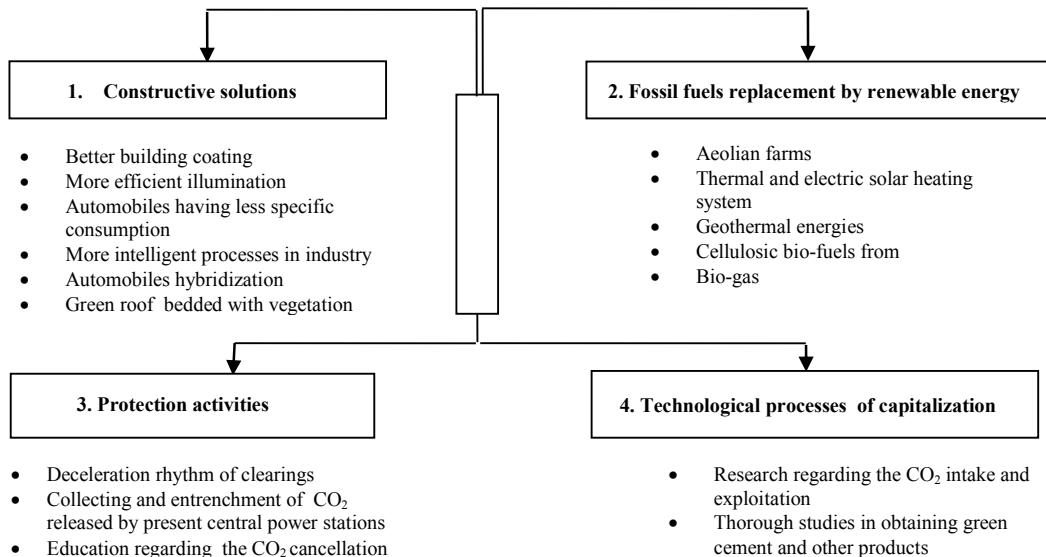 1. Constructive solutions
• Better building coating
• More efficient illumination
• Automobiles having less specific
consumption
• More intelligent processes in industry
• Automobiles hybridization
• Green roof bedded with vegetation
2. Fossil fuels replacement by renewable energy
• Aeolian farms
• Thermal and electric solar heating
system
• Geothermal energies
• Cellulosic bio-fuels from
• Bio-gas
3. Protection activities
• Deceleration rhythm of clearings
• Collecting and entrenchment of CO₂
released by present central power stations
• Education regarding the CO₂ cancellation
4. Technological processes of capitalization
• Research regarding the CO₂ intake and
exploitation
• Thorough studies in obtaining green
cement and other products